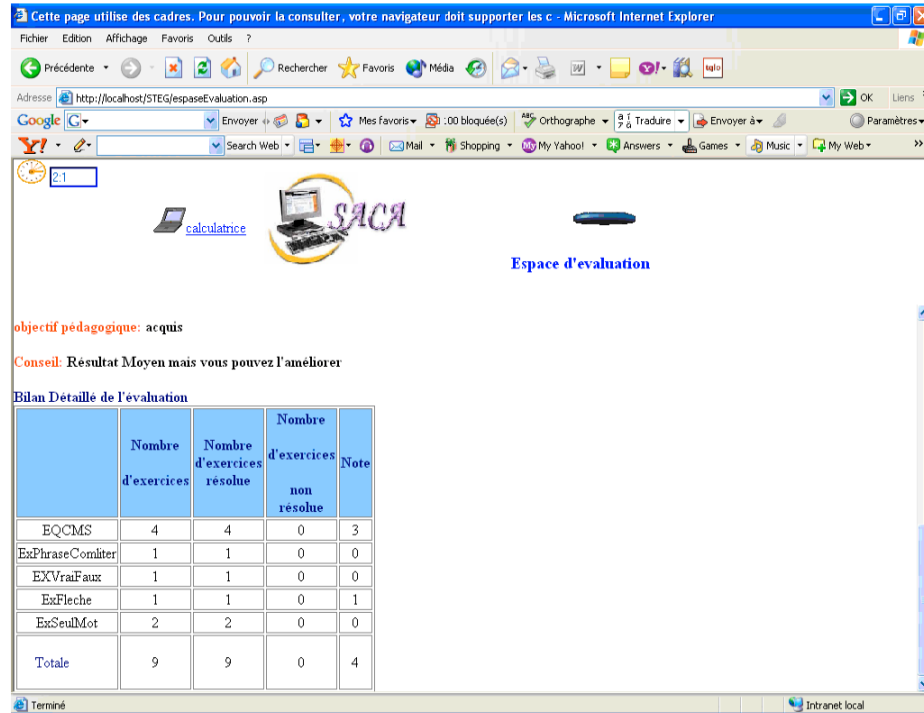 Cette page utilise des cadres. Pour pouvoir la consulter, votre navigateur doit supporter les c - Microsoft Internet Explorer
Fichier Edition Affichage Favoris Outils ?
Précédente Rechercher Favoris Média
Adresse http://localhost/STEG/espaseEvaluation.asp OK Liens
Google G Envoyer Mes favoris :00 bloquée(s) Orthographe Traduire Envoyer à Paramètres
Y! Search Web Mail Shopping My Yahoo! Answers Games Music My Web
2:1
calculatrice SACA
Espace d'evaluation
objectif pédagogique: acquis
Conseil: Résultat Moyen mais vous pouvez l'améliorer
Bilan Détaillé de l'évaluation
Nombre d'exercices Nombre d'exercices résolue Nombre d'exercices non résolue Note
EQCMS 4 4 0 3
ExPhraseComliter 1 1 0 0
EXVraiFaux 1 1 0 0
ExFleche 1 1 0 1
ExSeulMot 2 2 0 0
Totale 9 9 0 4
Terminé Intranet local